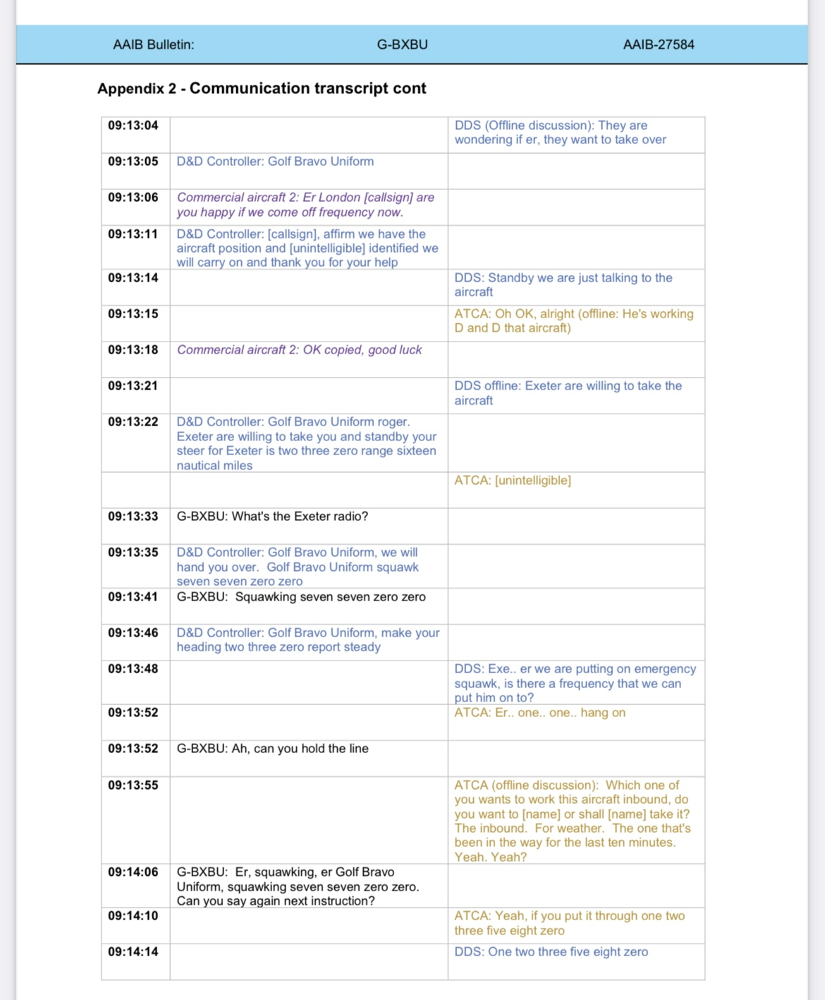 AAIB Bulletin: G-BXBU AAIB-27584
Appendix 2 - Communication transcript cont
09:13:04 DDS (Offline discussion): They are
wondering if er, they want to take over
09:13:05 D&D Controller: Golf Bravo Uniform
09:13:06 Commercial aircraft 2: Er London [callsign] are
you happy if we come off frequency now.
09:13:11 D&D Controller: [callsign], affirm we have the
aircraft position and [unintelligible] identified we
will carry on and thank you for your help
09:13:14 DDS: Standby we are just talking to the
aircraft
09:13:15 ATCA: Oh OK, alright (offline: He's working
D and D that aircraft)
09:13:18 Commercial aircraft 2: OK copied, good luck
09:13:21 DDS offline: Exeter are willing to take the
aircraft
09:13:22 D&D Controller: Golf Bravo Uniform roger.
Exeter are willing to take you and standby your
steer for Exeter is two three zero range sixteen
nautical miles
ATCA: [unintelligible]
09:13:33 G-BXBU: What's the Exeter radio?
09:13:35 D&D Controller: Golf Bravo Uniform, we will
hand you over.  Golf Bravo Uniform squawk
seven seven zero zero
09:13:41 G-BXBU:  Squawking seven seven zero zero
09:13:46 D&D Controller: Golf Bravo Uniform, make your
heading two three zero report steady
09:13:48 DDS: Exe.. er we are putting on emergency
squawk, is there a frequency that we can
put him on to?
09:13:52 ATCA: Er.. one.. one.. hang on
09:13:52 G-BXBU: Ah, can you hold the line
09:13:55 ATCA (offline discussion):  Which one of
you wants to work this aircraft inbound, do
you want to [name] or shall [name] take it?
The inbound.  For weather.  The one that's
been in the way for the last ten minutes.
Yeah. Yeah?
09:14:06 G-BXBU:  Er, squawking, er Golf Bravo
Uniform, squawking seven seven zero zero.
Can you say again next instruction?
09:14:10 ATCA: Yeah, if you put it through one two
three five eight zero
09:14:14 DDS: One two three five eight zero